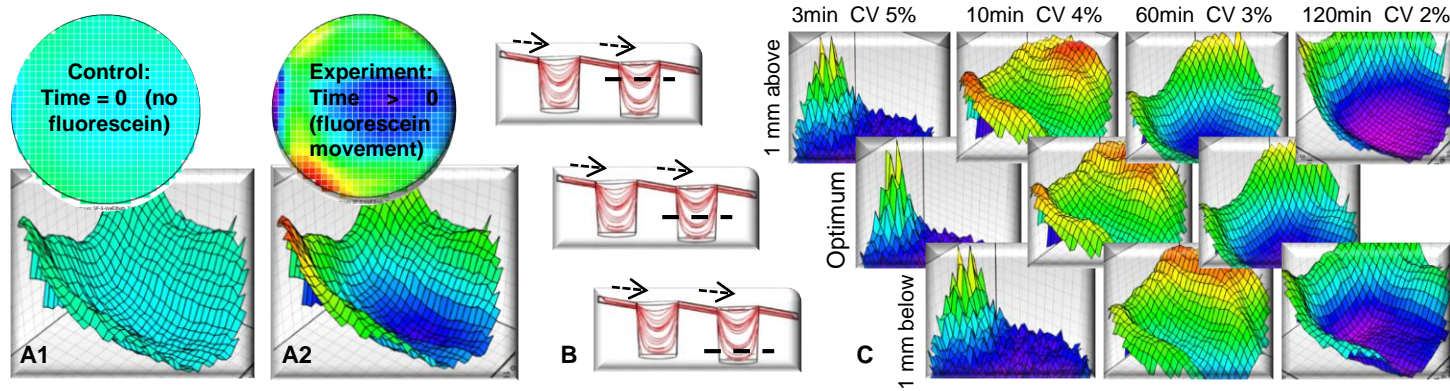 3min CV 5%
10min CV 4%
60min CV 3%
120min CV 2%
Control:
Time = 0 (no
fluorescein)
Experiment:
Time > 0
(fluorescein
movement)
A1
A2
B
1 mm above
Optimum
1 mm below
C